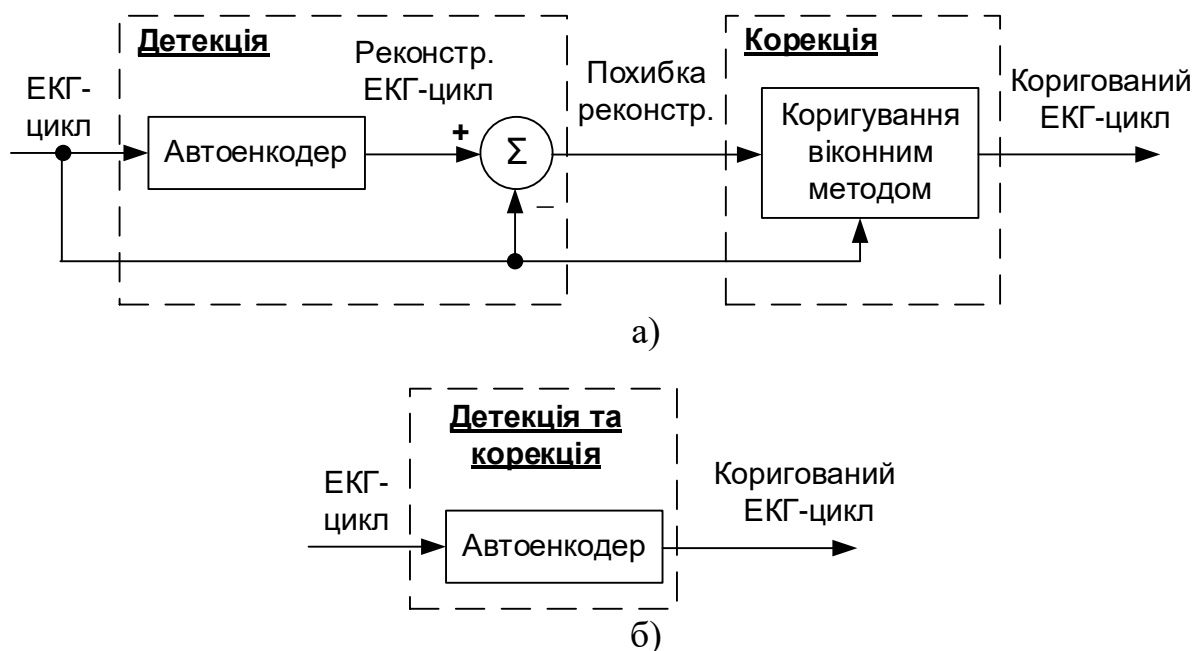 Детекція
Корекція
ЕКГ-
цикл
Автоенкодер
Реконстр.
ЕКГ-цикл
+
Σ
–
Похибка
реконстр.
Коригування
віконним
методом
Коригований
ЕКГ-цикл
а)
Детекція та
корекція
ЕКГ-
цикл
Автоенкодер
Коригований
ЕКГ-цикл
б)